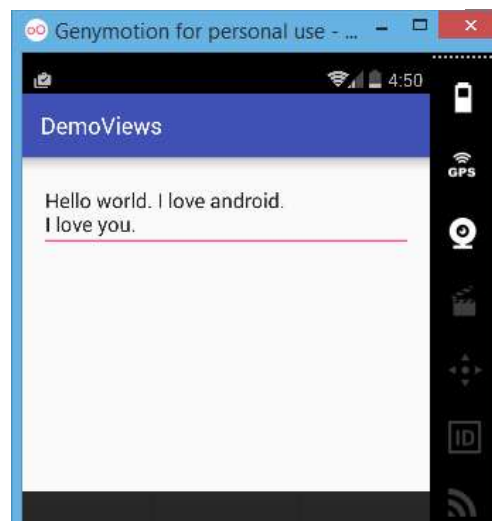 Genymotion for personal use - ...
4:50
DemoViews
GPS
Hello world. I love android.
I love you.
ID